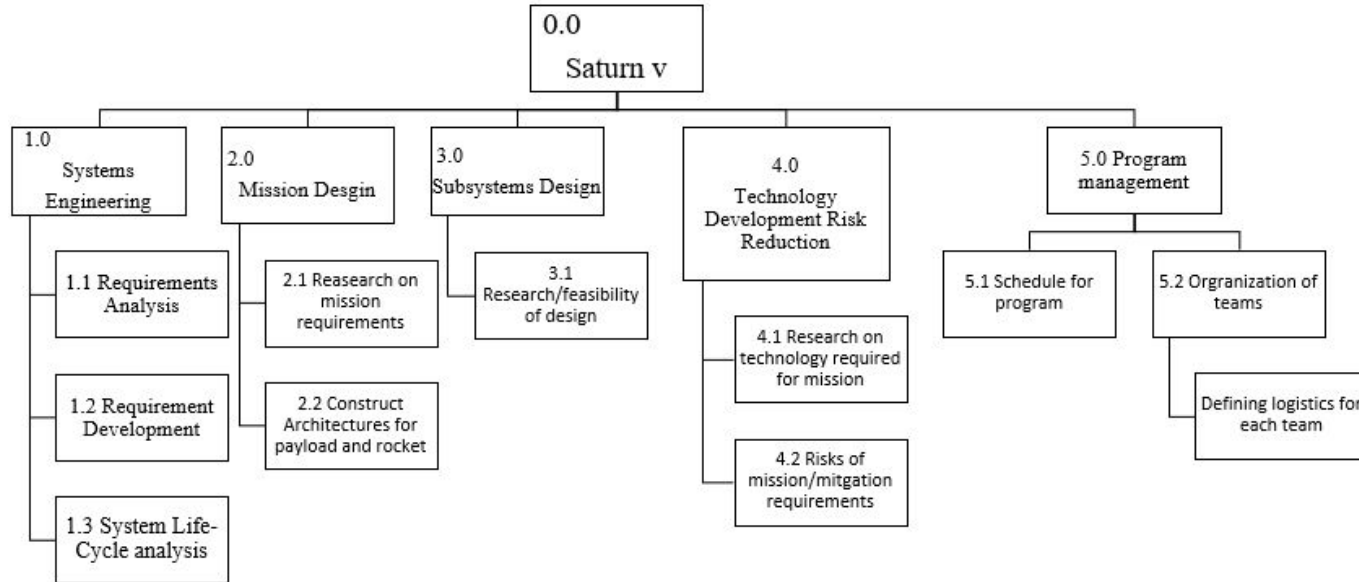 0.0
Saturn v
1.0
Systems
Engineering
2.0
Mission Desgin
3.0
Subsystems Design
4.0
Technology
Development Risk
Reduction
5.0 Program
management
1.1 Requirements
Analysis
1.2 Requirement
Development
1.3 System Life-
Cycle analysis
2.1 Reasearch on
mission
requirements
2.2 Construct
Architectures for
payload and rocket
3.1
Research/feasibility
of design
4.1 Research on
technology required
for mission
4.2 Risks of
mission/mitgation
requirements
5.1 Schedule for
program
5.2 Orgranization of
teams
Defining logistics for
each team